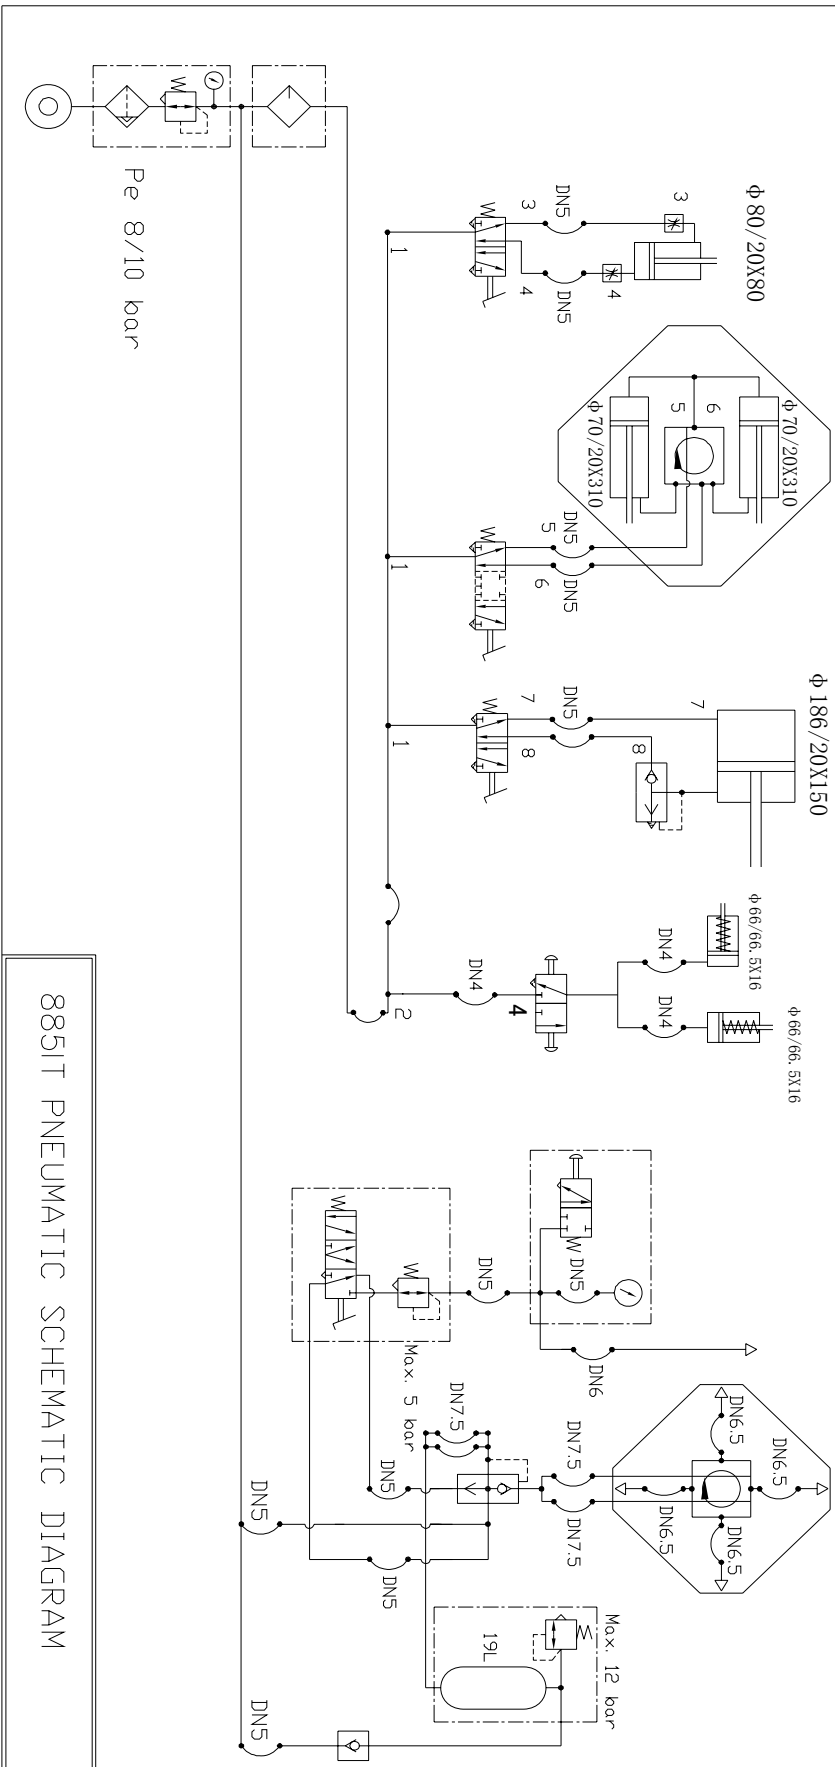 885IT PNEUMATIC SCHEMATIC DIAGRAM
Pe 8/10 bar
ϕ80/20X80
3
4
DN5
DN5
3
4
1
ϕ70/20X310
ϕ70/20X310
6
5
DN5
DN5
5
6
1
ϕ186/20X150
7
8
DN5
7
8
1
ϕ66/66.5X16
ϕ66/66.5X16
DN4
DN4
4
DN4
2
DN5
DN5
DN6
Max. 5 bar
DN7.5
DN5
DN7.5
DN7.5
DN6.5
DN6.5
DN6.5
DN6.5
DN5
DN5
Max. 12 bar
19L
DN5